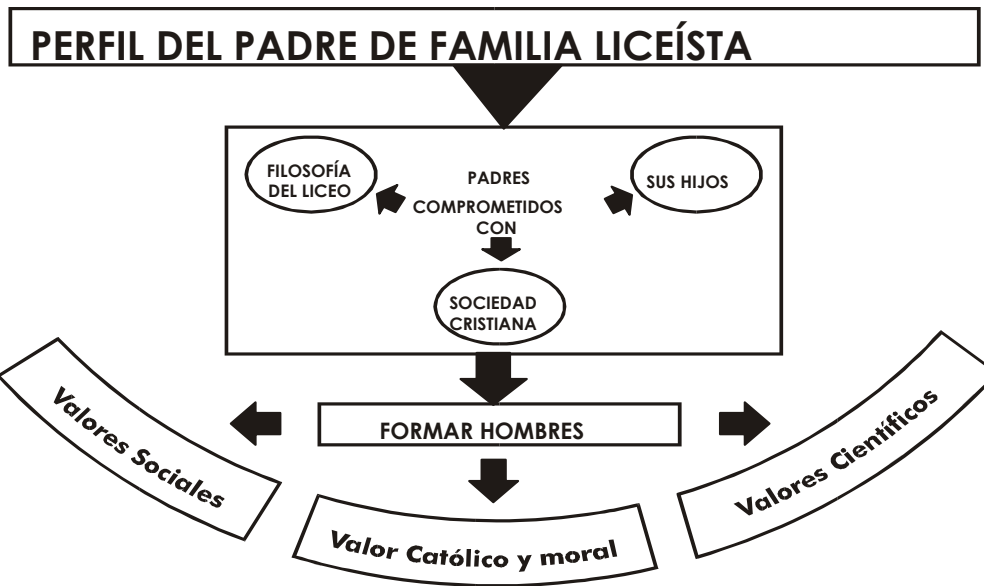 PERFIL DEL PADRE DE FAMILIA LICEÍSTA
FILOSOFÍA
DEL LICEO
PADRES
COMPROMETIDOS
CON
SUS HIJOS
SOCIEDAD
CRISTIANA
FORMAR HOMBRES
Valores Sociales
Valor Católico y moral
Valores Científicos